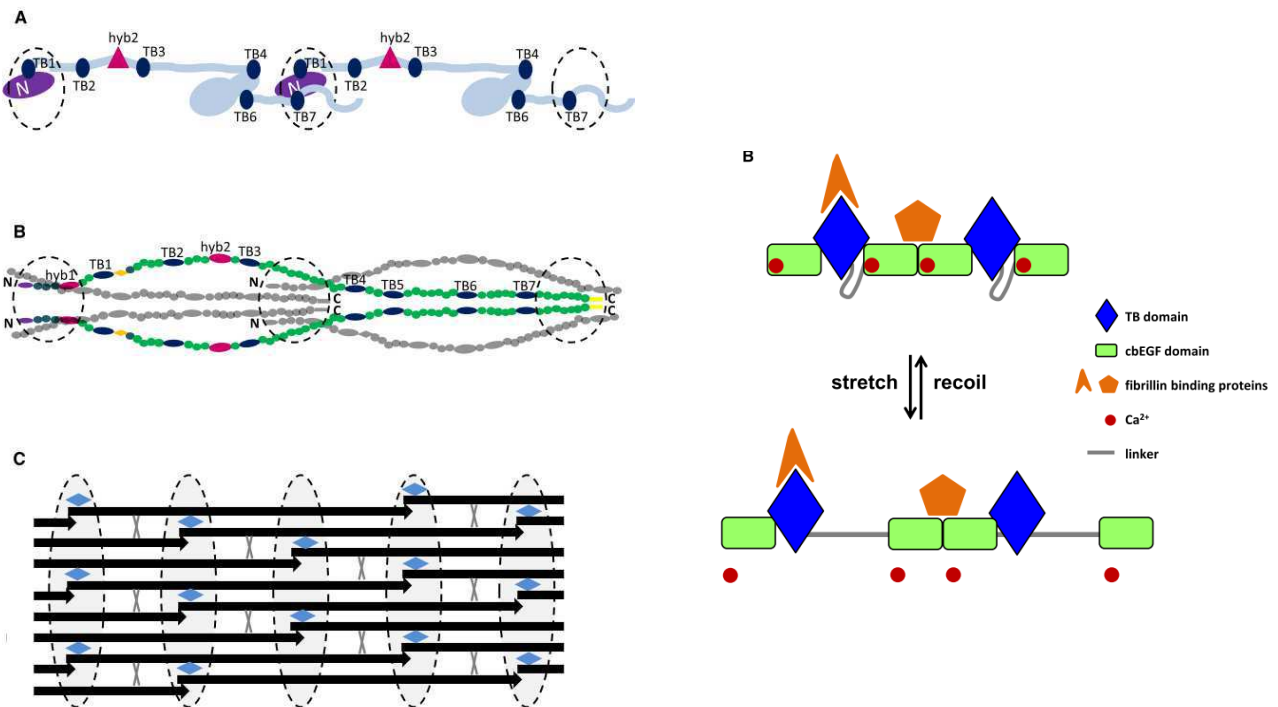 A
hyb2
TB1
TB3
TB4
N
TB2
TB6
TB7
hyb2
TB1
TB3
TB4
N
TB2
TB6
TB7
B
hyb1
TB1
TB2
hyb2
TB3
N
N
N
N
TB4
TB5
TB6
TB7
C
C
C
C
C
B
stretch
recoil
TB domain
cbEGF domain
fibrillin binding proteins
Ca²⁺
linker